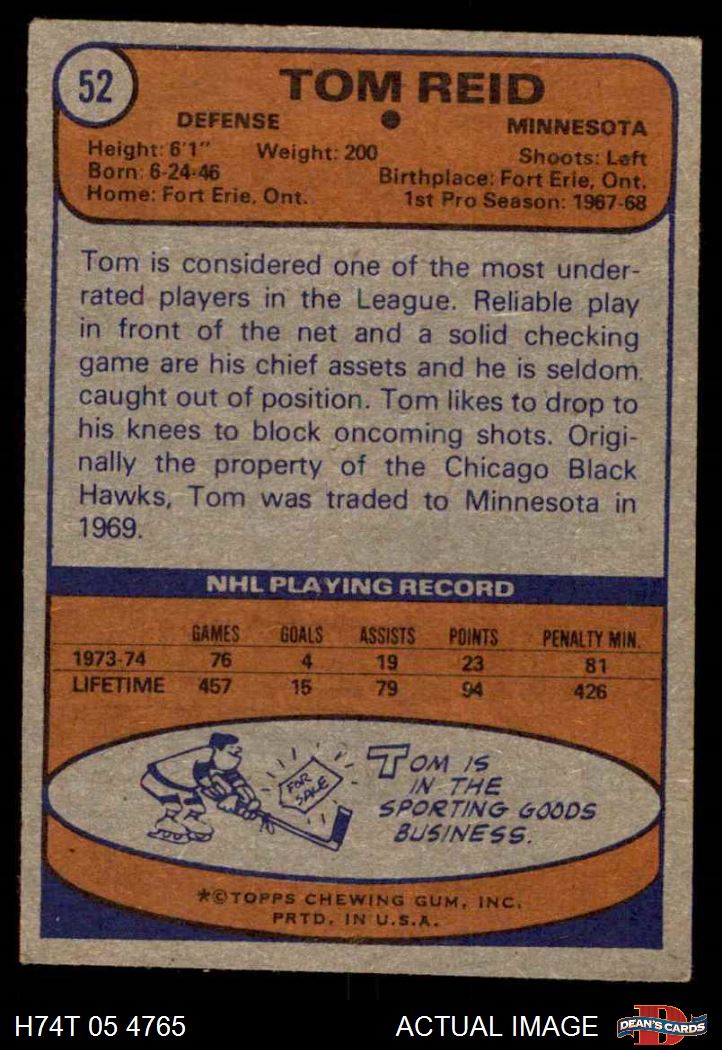 52
TOM REID
DEFENSE
MINNESOTA
Height: 6'1" Weight: 200
Shoots: Left
Born: 6-24-46
Birthplace: Fort Erie, Ont.
Home: Fort Erie, Ont.
1st Pro Season: 1967-68
Tom is considered one of the most under-
rated players in the League. Reliable play
in front of the net and a solid checking
game are his chief assets and he is seldom
caught out of position. Tom likes to drop to
his knees to block oncoming shots. Origi-
nally the property of the Chicago Black
Hawks, Tom was traded to Minnesota in
1969.
NHL PLAYING RECORD
GAMES GOALS ASSISTS POINTS PENALTY MIN.
1973-74 76 4 19 23 81
LIFETIME 457 15 79 94 426
FOR
SALE
TOM IS
IN THE
SPORTING GOODS
BUSINESS.
*©TOPPS CHEWING GUM, INC.
PRTD. IN U.S.A.
H74T 05 4765
ACTUAL IMAGE
D
DEAN'S CARDS